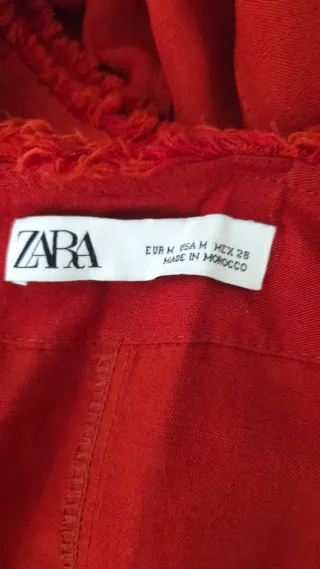 ZARA
EUR M USA M MEX 28
MADE IN MOROCCO